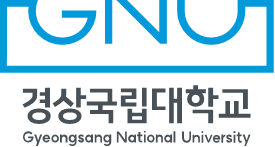 GNU
경상국립대학교
Gyeongsang National University